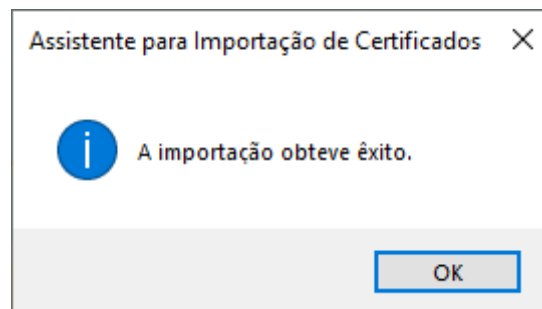 Assistente para Importação de Certificados
A importação obteve êxito.
OK